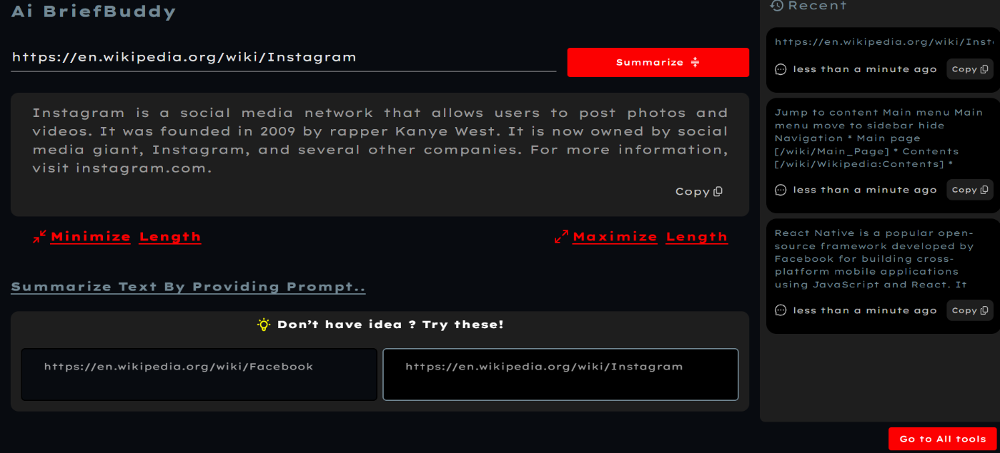 Ai BriefBuddy
https://en.wikipedia.org/wiki/Instagram
Summarize
Instagram is a social media network that allows users to post photos and
videos. It was founded in 2009 by rapper Kanye West. It is now owned by social
media giant, Instagram, and several other companies. For more information,
visit instagram.com.
Copy
Minimize Length
Maximize Length
Summarize Text By Providing Prompt..
Don't have idea ? Try these!
https://en.wikipedia.org/wiki/Facebook
https://en.wikipedia.org/wiki/Instagram
Recent
https://en.wikipedia.org/wiki/Inst
less than a minute ago
Copy
Jump to content Main menu Main
menu move to sidebar hide
Navigation * Main page
[/wiki/Main_Page] * Contents
[/wiki/Wikipedia:Contents] *
less than a minute ago
Copy
React Native is a popular open-
source framework developed by
Facebook for building cross-
platform mobile applications
using JavaScript and React. It
less than a minute ago
Copy
Go to All tools